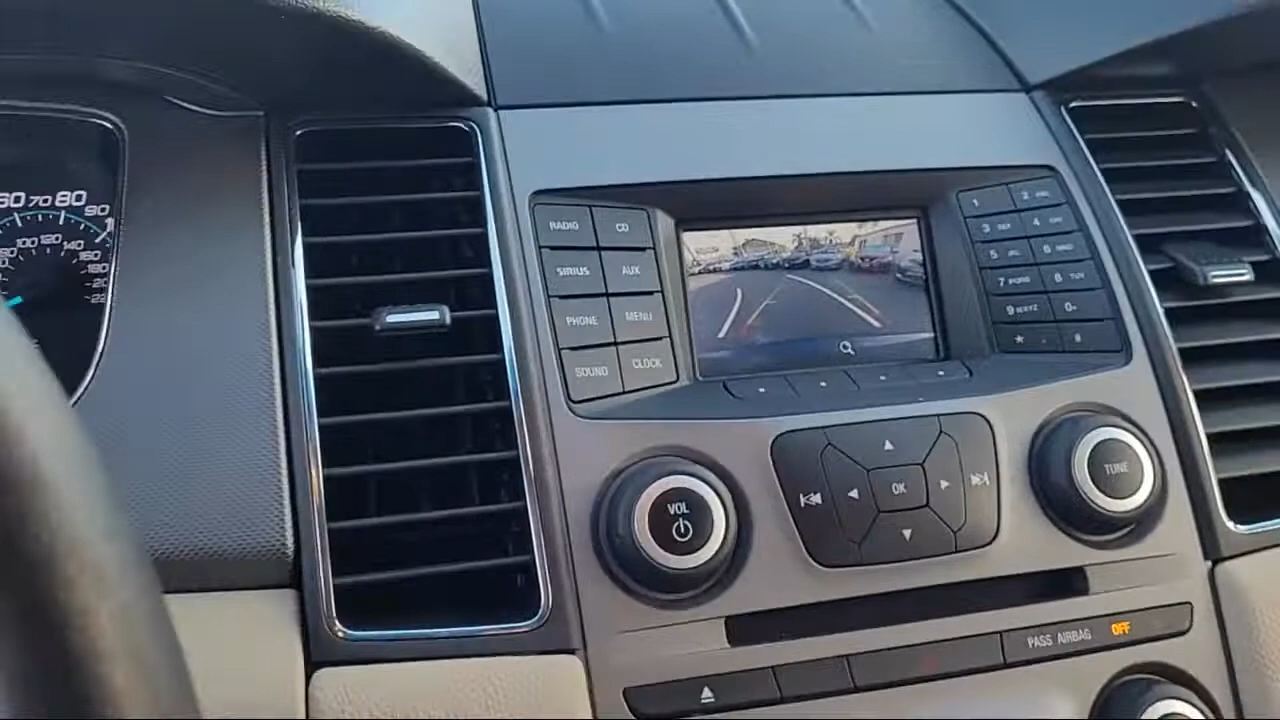 60 70 80
90
100 120
140
160
180
RADIO
CD
SIRIUS
AUX
PHONE
MENU
SOUND
CLOCK
1
2 ABC
3 DEF
4 GHI
5 JKL
6 MNO
7 PQRS
8 TUV
9 WXYZ
0+
*
#
VOL
OK
TUNE
PASS AIRBAG OFF